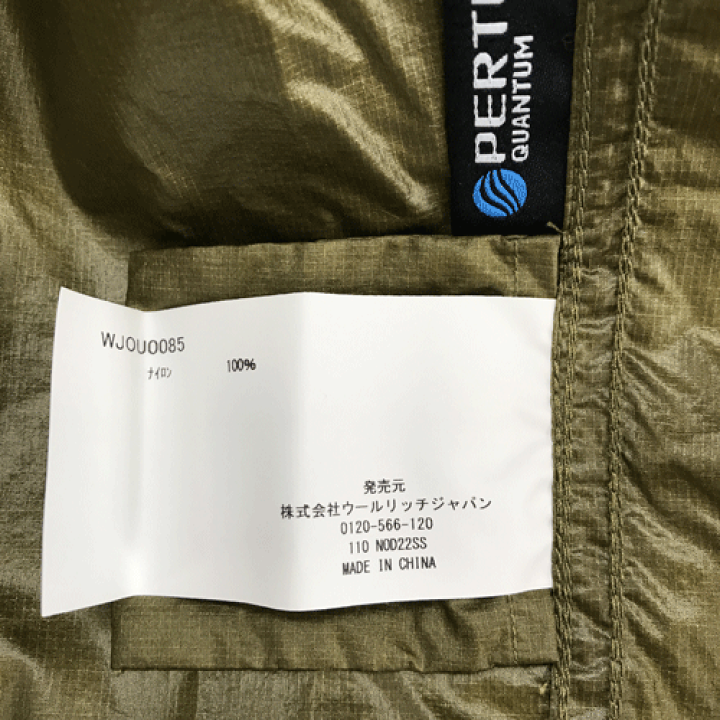 PERT
QUANTUM
WJOU0085
ナイロン 100%
発売元
株式会社ウールリッチジャパン
0120-566-120
110 NOD22SS
MADE IN CHINA